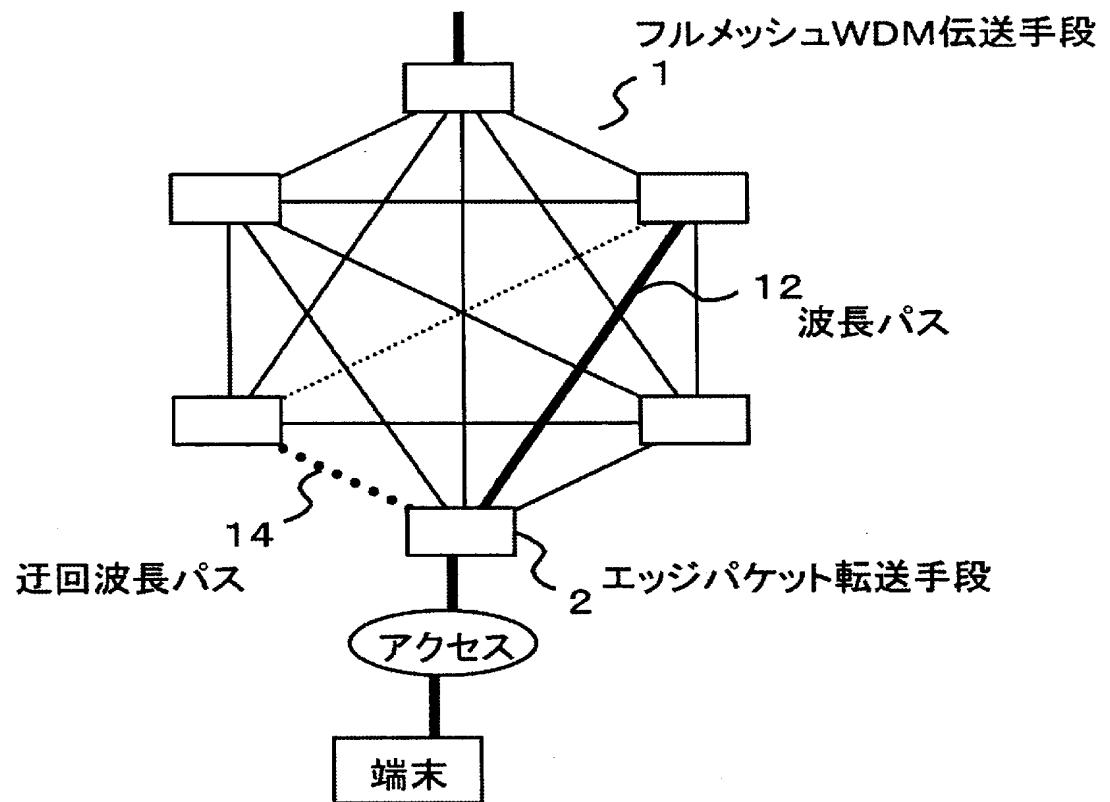 フルメッシュWDM伝送手段
1
12
波長パス
14
迂回波長パス
2
エッジパケット転送手段
アクセス
端末